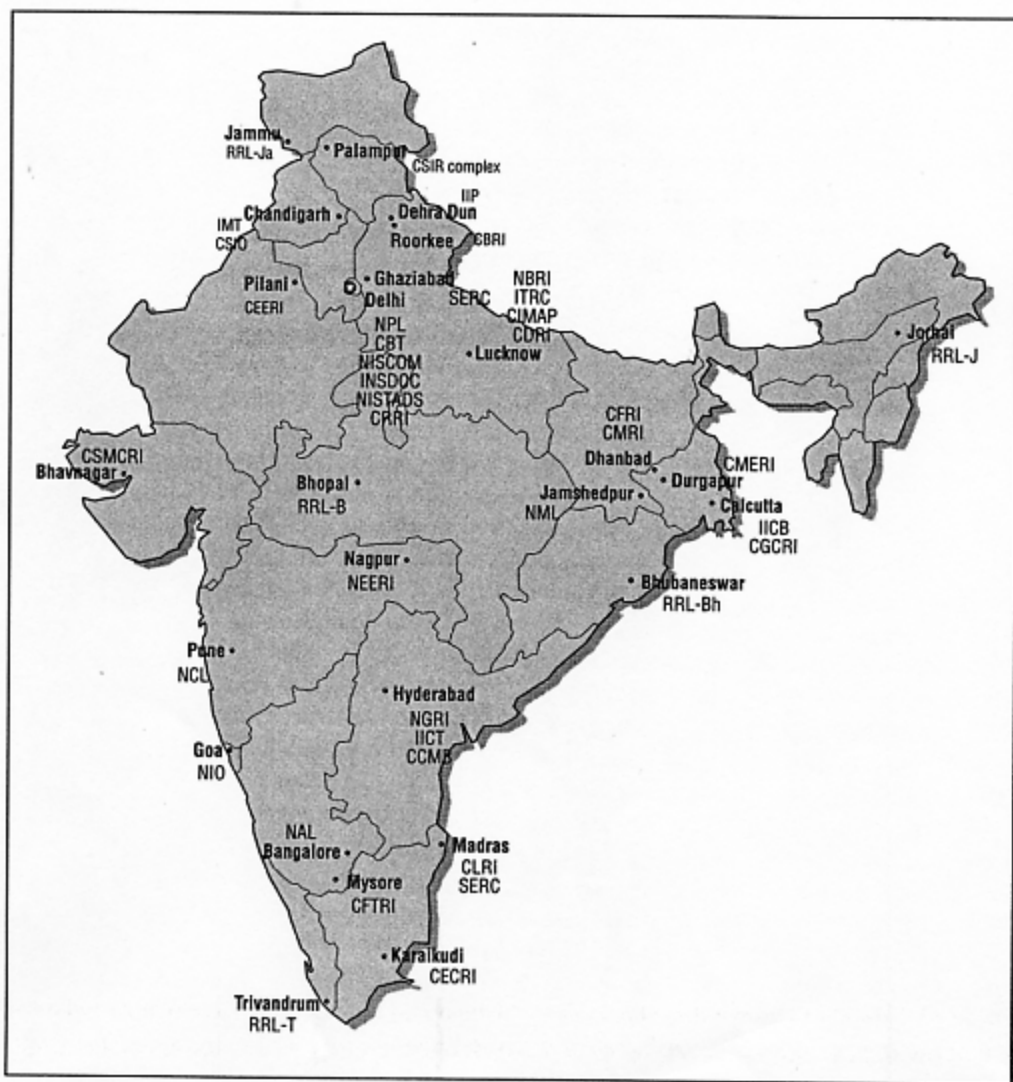 Jammu
RRL-Ja
Palampur
CSIR complex
IIP
Chandigarh
Dehra Dun
IMT
CSIO
Roorkee
CBRI
Pilani
CEERI
Ghaziabad
SERC
Delhi
NPL
CBT
NISCOM
INSDOC
NISTADS
CRRI
NBRI
ITRC
CIMAP
CDRI
Lucknow
Jorhat
RRL-J
CFRI
CMRI
Dhanbad
CMERI
Durgapur
CSMCRI
Bhavnagar
Bhopal
RRL-B
Jamshedpur
NML
Calcutta
IICB
CGCRI
Nagpur
NEERI
Bhubaneswar
RRL-Bh
Pune
NCL
Hyderabad
NGRI
IICT
CCMB
Goa
NIO
NAL
Bangalore
Madras
CLRI
SERC
Mysore
CFTRI
Karaikudi
CECRI
Trivandrum
RRL-T